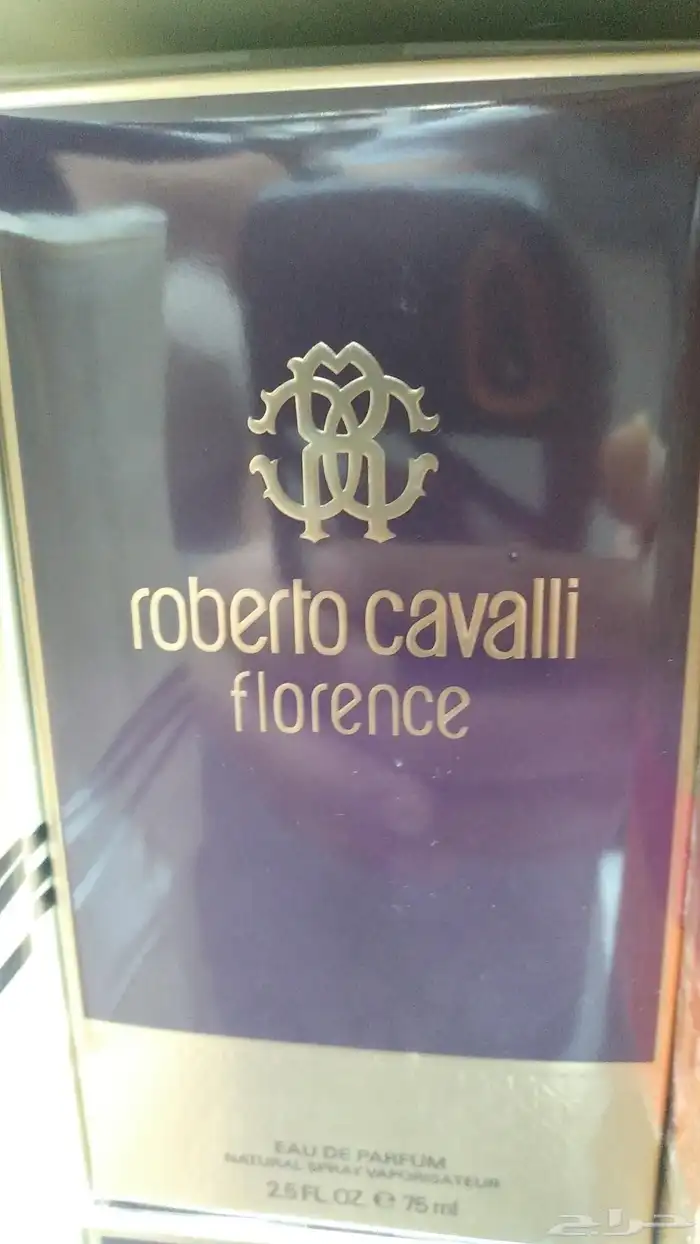 roberto cavalli
florence
EAU DE PARFUM
NATURAL SPRAY VAPORISATEUR
2.5 FL.OZ. ℮ 75 ml
حراج